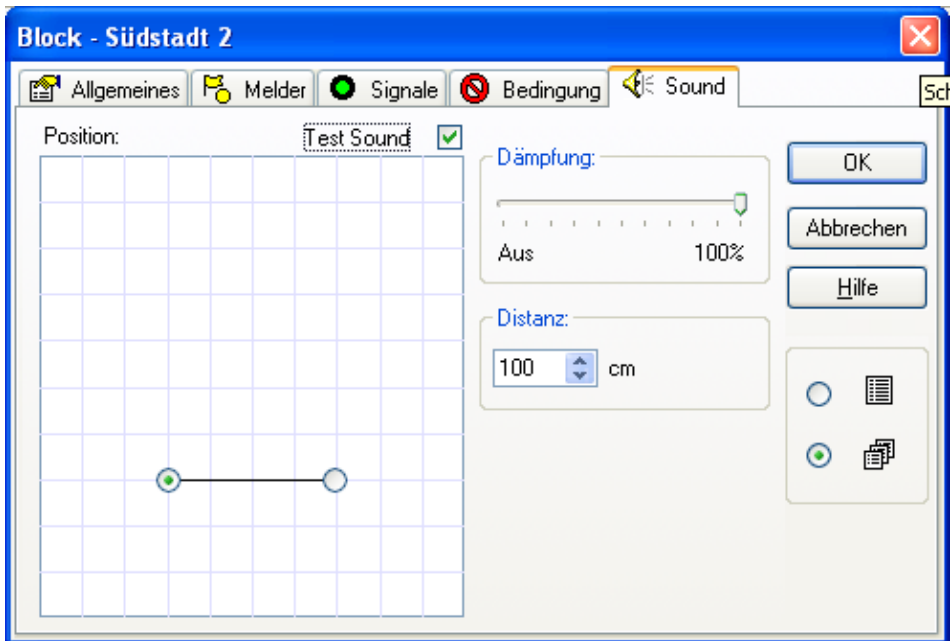 Block - Südstadt 2
Allgemeines Melder Signale Bedingung Sound
Sch
Position: Test Sound
Dämpfung:
Aus 100%
Distanz:
100 cm
OK
Abbrechen
Hilfe